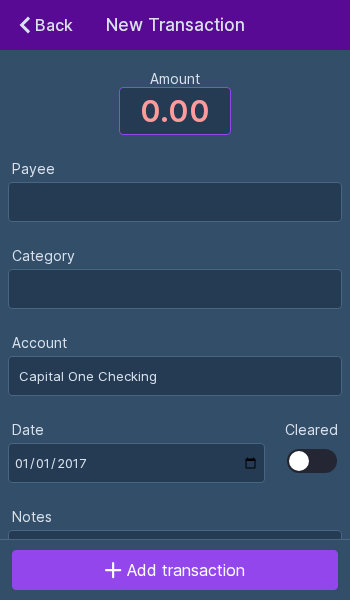 Back
New Transaction
Amount
0.00
Payee
Category
Account
Capital One Checking
Date
Cleared
01/01/2017
Notes
Add transaction